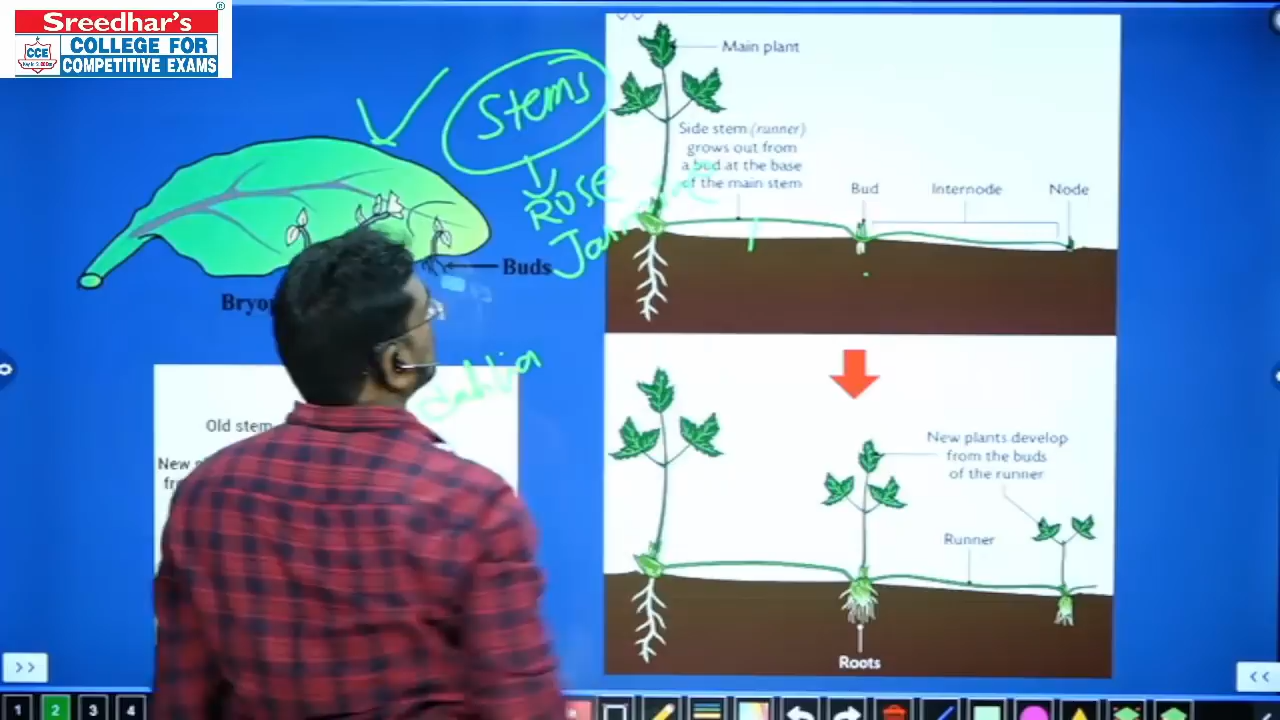 Sreedhar's
®
CCE
COLLEGE FOR
COMPETITIVE EXAMS
Stems
Rose
Buds
Dahlia
Old stem
New
Main plant
Side stem (runner)
grows out from
a bud at the base
of the main stem
Bud
Internode
Node
New plants develop
from the buds
of the runner
Runner
Roots
>>
<<
1
2
3
4